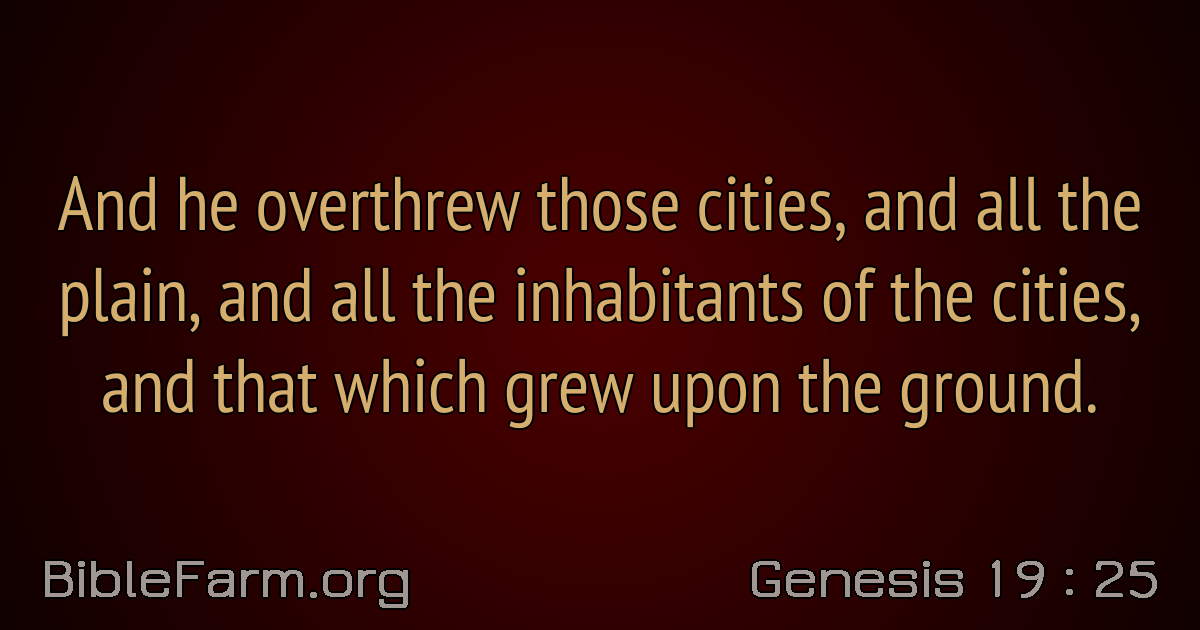 And he overthrew those cities, and all the
plain, and all the inhabitants of the cities,
and that which grew upon the ground.
BibleFarm.org
Genesis 19 : 25